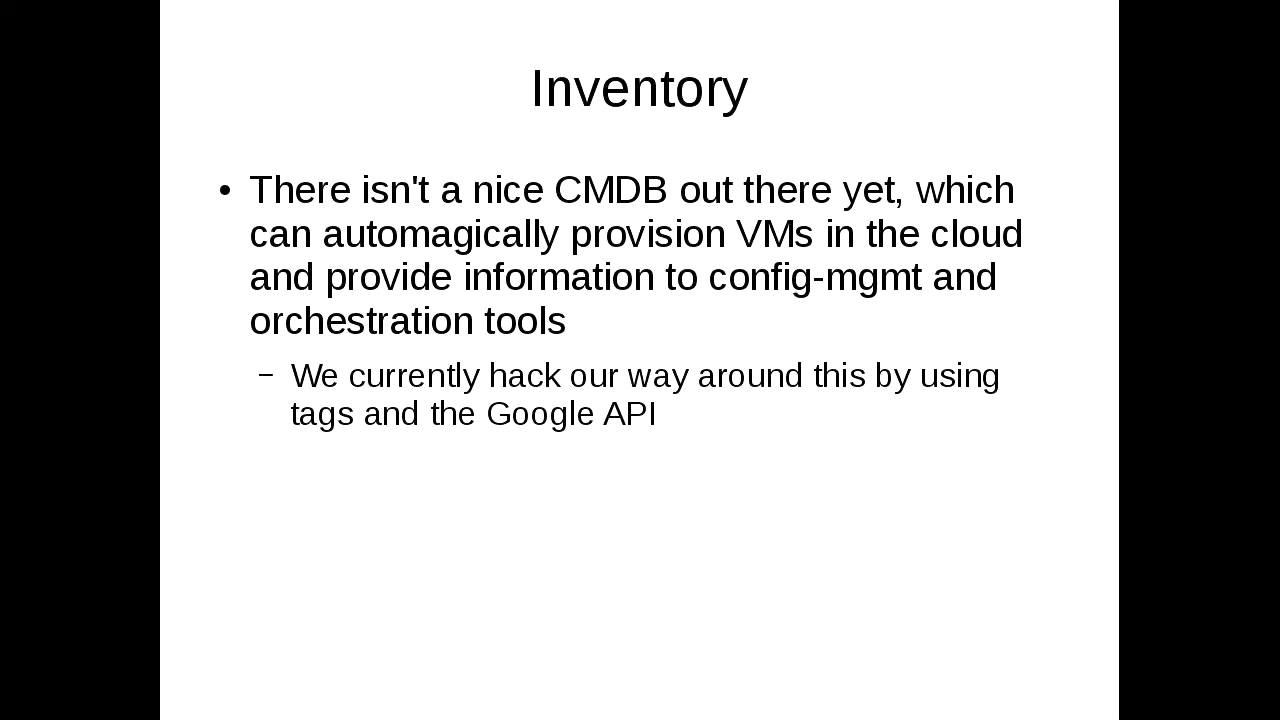 Inventory
• There isn't a nice CMDB out there yet, which
can automagically provision VMs in the cloud
and provide information to config-mgmt and
orchestration tools
– We currently hack our way around this by using
tags and the Google API